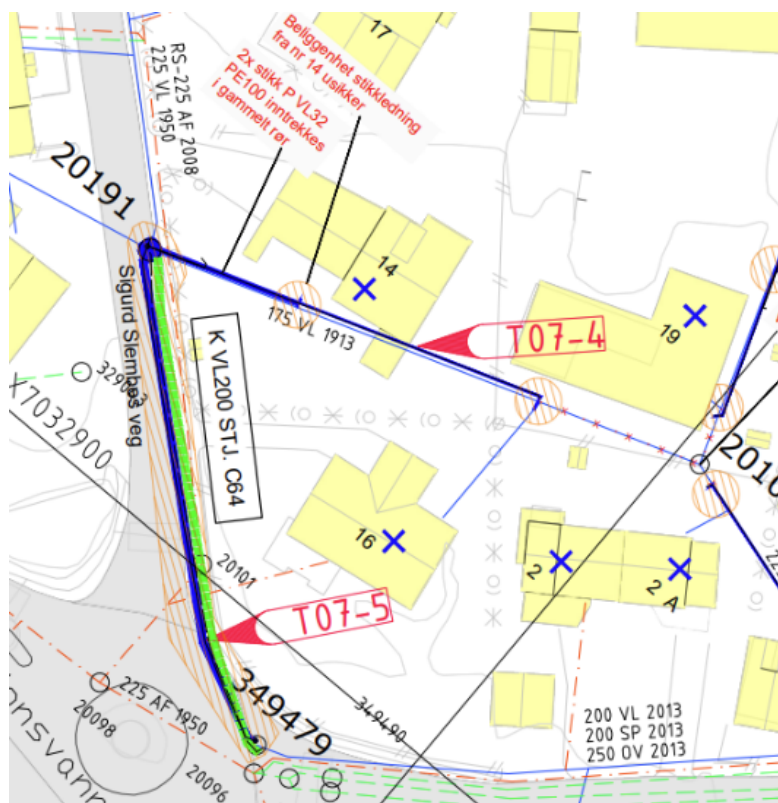 17
Beliggenhet stikkledning
fra nr 14 usikker
2x stikk P VL32
PE100 inntrekkes
i gammelt rør
RS-225 AF 2008
225 VL 1950
20191
14
19
175 VL 1913
T07-4
Sigurd Slembes veg
K VL200 STJ. C64
X7032900
16
2
2 A
20101
T07-5
349479
349490
225 AF 1950
20098
20096
200 VL 2013
200 SP 2013
250 OV 2013